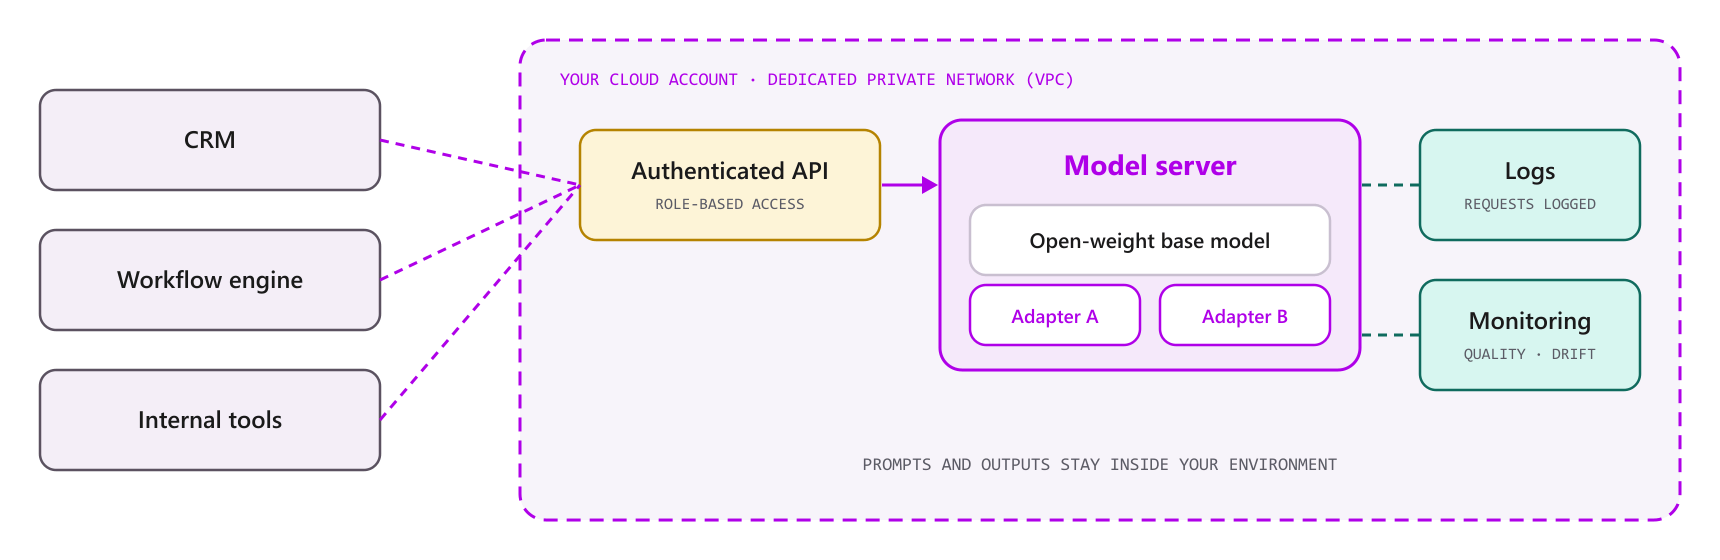 YOUR CLOUD ACCOUNT · DEDICATED PRIVATE NETWORK (VPC)
CRM
Workflow engine
Internal tools
Authenticated API
ROLE-BASED ACCESS
Model server
Open-weight base model
Adapter A
Adapter B
Logs
REQUESTS LOGGED
Monitoring
QUALITY · DRIFT
PROMPTS AND OUTPUTS STAY INSIDE YOUR ENVIRONMENT